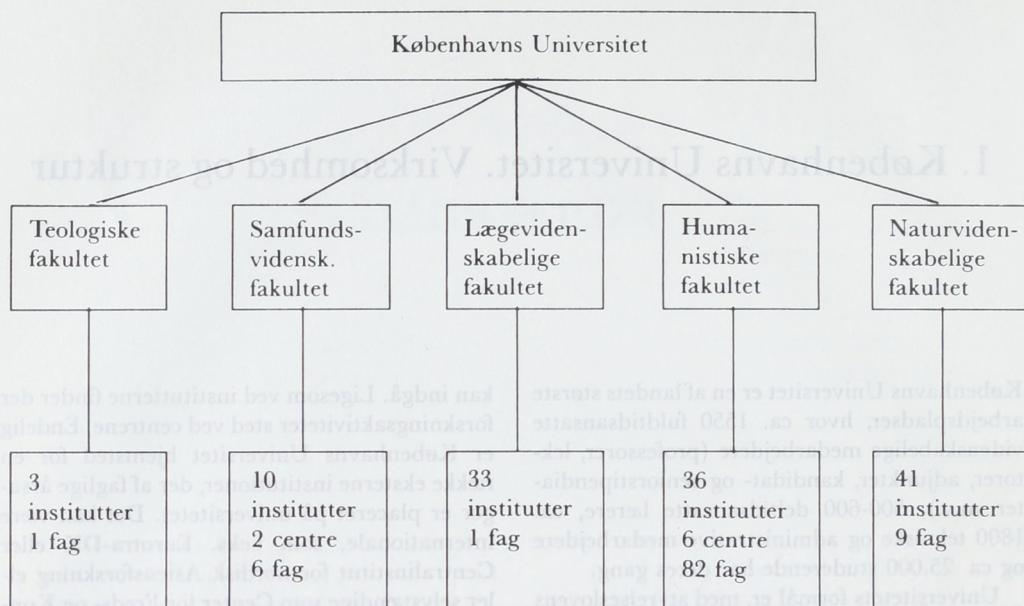 Københavns Universitet
Teologiske
fakultet
Samfunds-
vidensk.
fakultet
Lægeviden-
skabelige
fakultet
Huma-
nistiske
fakultet
Naturviden-
skabelige
fakultet
3
institutter
1 fag
10
institutter
2 centre
6 fag
33
institutter
1 fag
36
institutter
6 centre
82 fag
41
institutter
9 fag